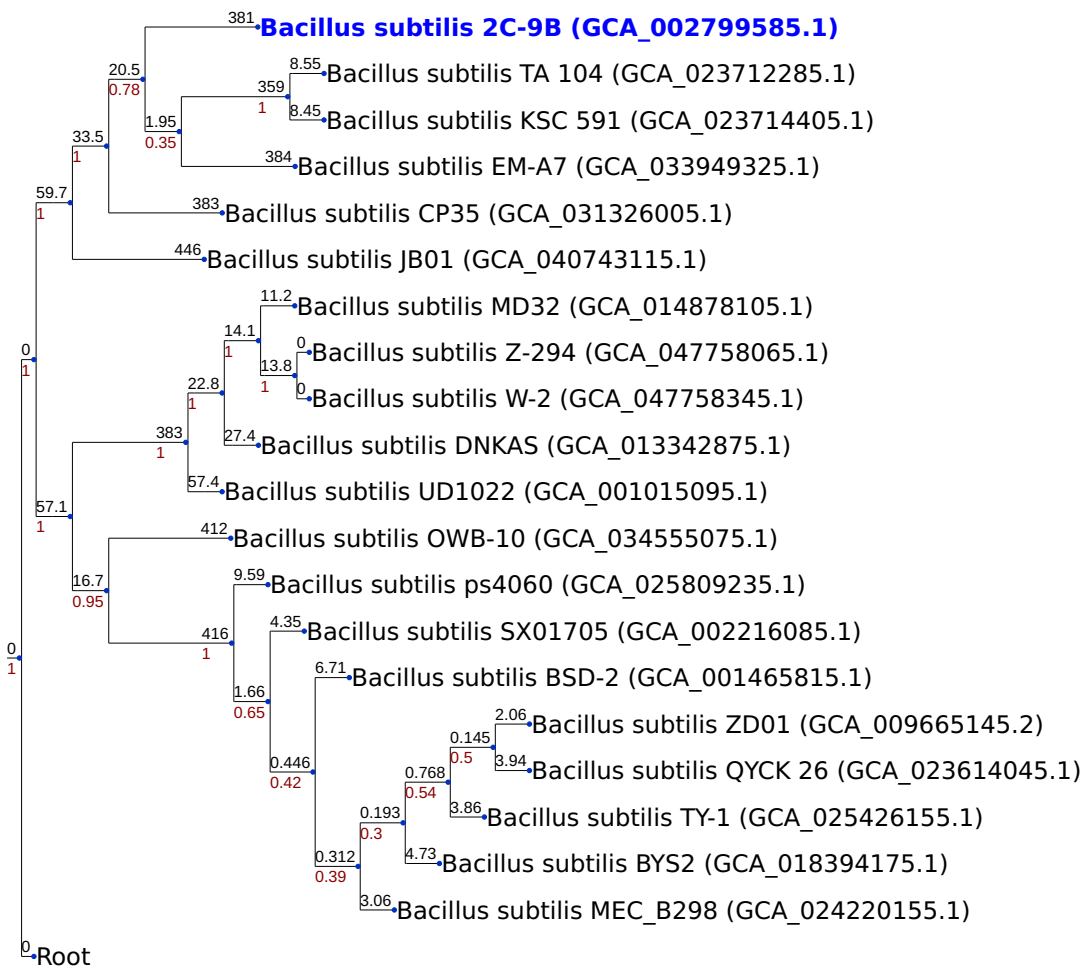 381 Bacillus subtilis 2C-9B (GCA_002799585.1)
8.55 Bacillus subtilis TA 104 (GCA_023712285.1)
20.5
0.78
359
1
8.45 Bacillus subtilis KSC 591 (GCA_023714405.1)
1.95
0.35
33.5
1
384 Bacillus subtilis EM-A7 (GCA_033949325.1)
59.7
1
383 Bacillus subtilis CP35 (GCA_031326005.1)
446 Bacillus subtilis JB01 (GCA_040743115.1)
11.2 Bacillus subtilis MD32 (GCA_014878105.1)
14.1
1
0 Bacillus subtilis Z-294 (GCA_047758065.1)
0
1
13.8
1
22.8
1
0 Bacillus subtilis W-2 (GCA_047758345.1)
383
1
27.4 Bacillus subtilis DNKAS (GCA_013342875.1)
57.4 Bacillus subtilis UD1022 (GCA_001015095.1)
57.1
1
412 Bacillus subtilis OWB-10 (GCA_034555075.1)
16.7
0.95
9.59 Bacillus subtilis ps4060 (GCA_025809235.1)
416
1
4.35 Bacillus subtilis SX01705 (GCA_002216085.1)
0
1
6.71 Bacillus subtilis BSD-2 (GCA_001465815.1)
1.66
0.65
2.06 Bacillus subtilis ZD01 (GCA_009665145.2)
0.145
0.5
0.446
0.42
3.94 Bacillus subtilis QYCK 26 (GCA_023614045.1)
0.768
0.54
3.86 Bacillus subtilis TY-1 (GCA_025426155.1)
0.193
0.3
4.73 Bacillus subtilis BYS2 (GCA_018394175.1)
0.312
0.39
3.06 Bacillus subtilis MEC_B298 (GCA_024220155.1)
0 Root